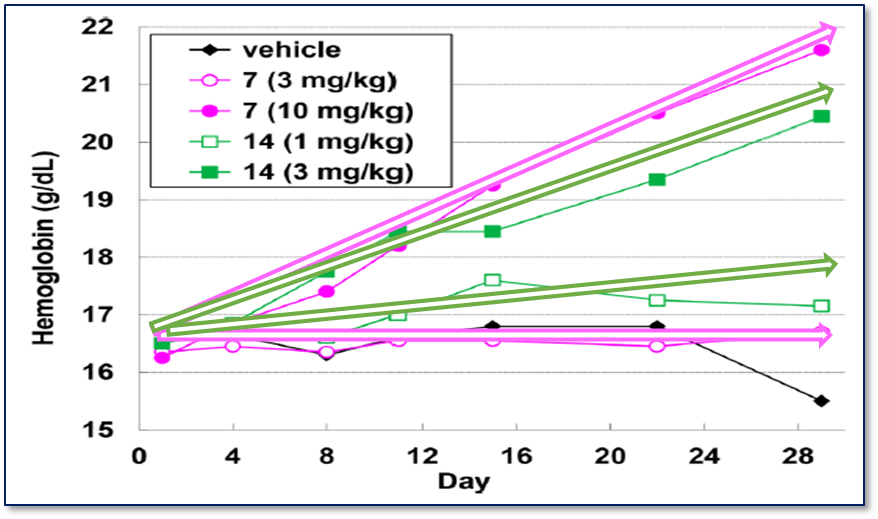 22
21
20
19
18
17
16
15
Hemoglobin (g/dL)
vehicle
7 (3 mg/kg)
7 (10 mg/kg)
14 (1 mg/kg)
14 (3 mg/kg)
0 4 8 12 16 20 24 28
Day